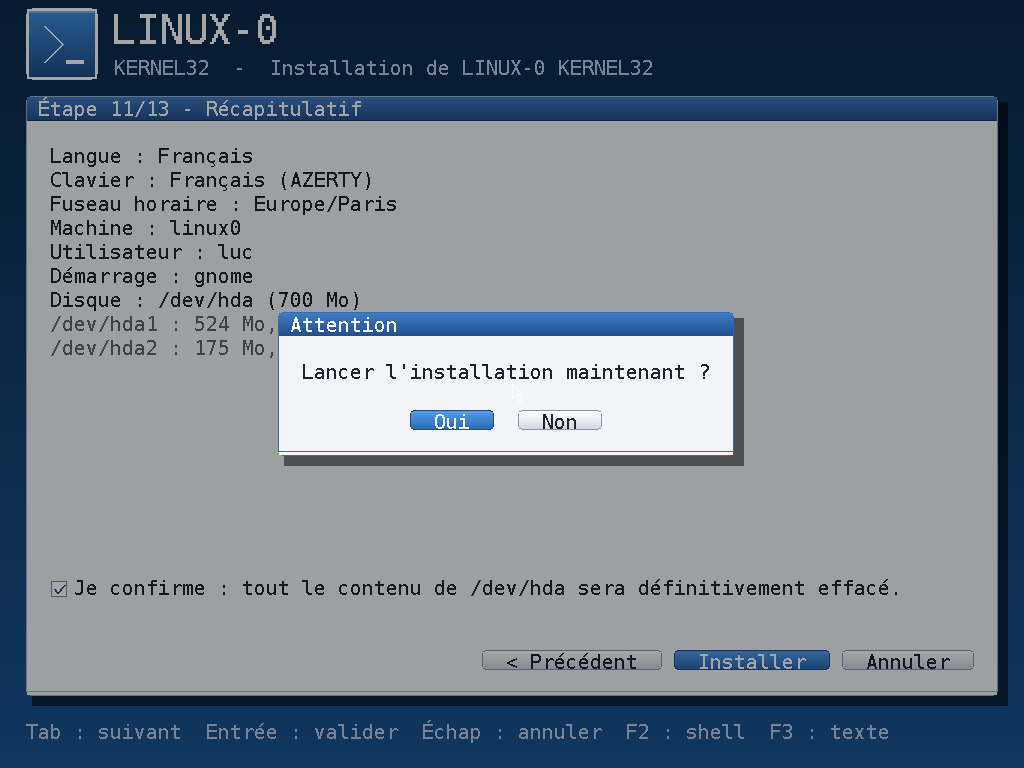 LINUX-0
KERNEL32 - Installation de LINUX-0 KERNEL32
Étape 11/13 - Récapitulatif
Langue : Français
Clavier : Français (AZERTY)
Fuseau horaire : Europe/Paris
Machine : linux0
Utilisateur : luc
Démarrage : gnome
Disque : /dev/hda (700 Mo)
/dev/hda1 : 524 Mo,
/dev/hda2 : 175 Mo,
Attention
Lancer l'installation maintenant ?
Oui Non
Je confirme : tout le contenu de /dev/hda sera définitivement effacé.
< Précédent Installer Annuler
Tab : suivant Entrée : valider Échap : annuler F2 : shell F3 : texte